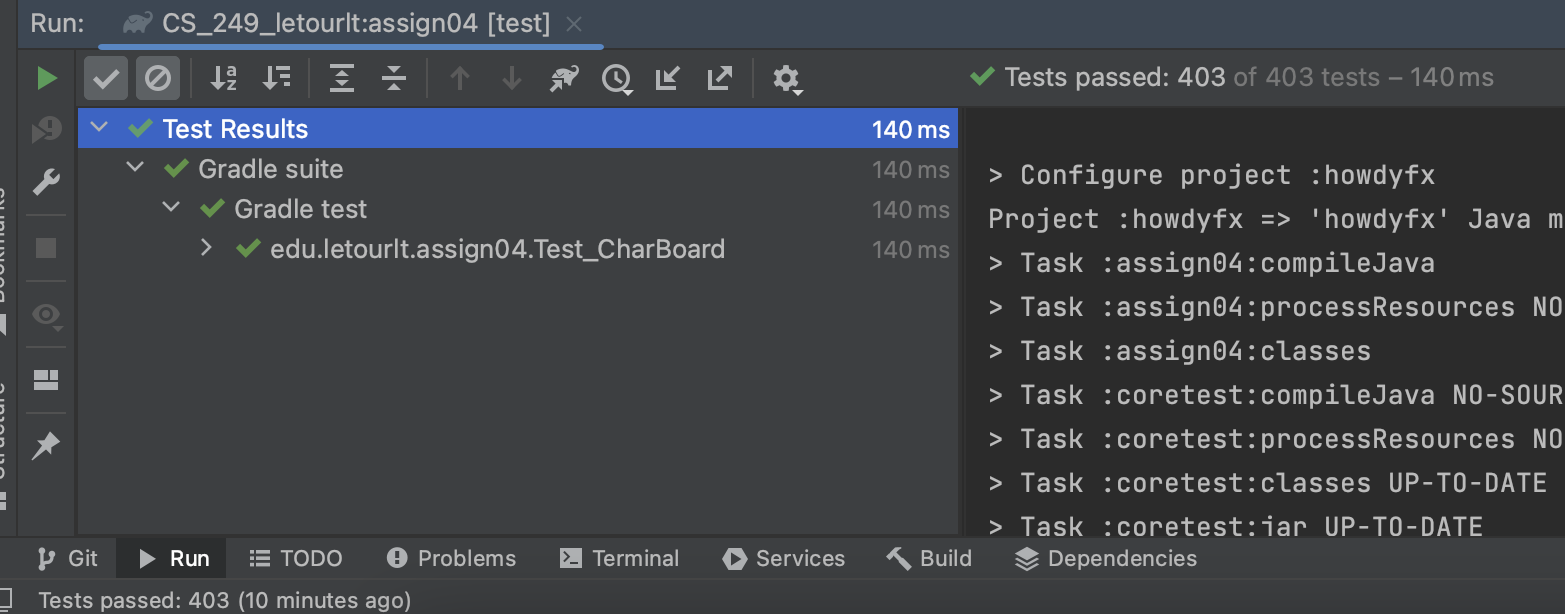 Run: CS_249_letourlt:assign04 [test]
Tests passed: 403 of 403 tests – 140 ms
Test Results 140 ms
Gradle suite 140 ms
Gradle test 140 ms
edu.letourlt.assign04.Test_CharBoard 140 ms
> Configure project :howdyfx
Project :howdyfx => 'howdyfx' Java m
> Task :assign04:compileJava
> Task :assign04:processResources NO
> Task :assign04:classes
> Task :coretest:compileJava NO-SOUR
> Task :coretest:processResources NO
> Task :coretest:classes UP-TO-DATE
> Task :coretest:jar UP-TO-DATE
Bookmarks
Structure
Git Run TODO Problems Terminal Services Build Dependencies
Tests passed: 403 (10 minutes ago)